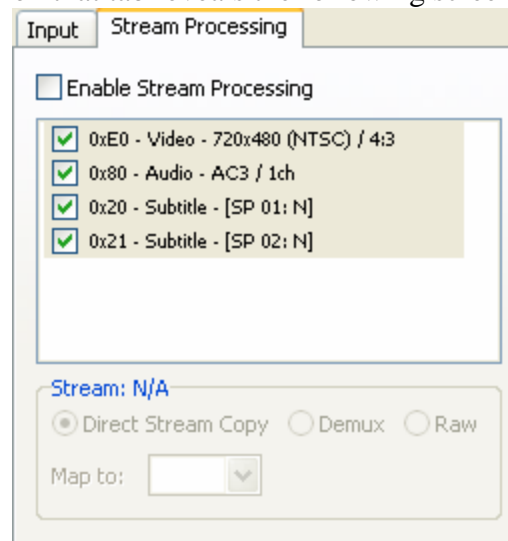 Input Stream Processing
Enable Stream Processing
0xE0 - Video - 720x480 (NTSC) / 4:3
0x80 - Audio - AC3 / 1ch
0x20 - Subtitle - [SP 01: N]
0x21 - Subtitle - [SP 02: N]
Stream: N/A
Direct Stream Copy Demux Raw
Map to: